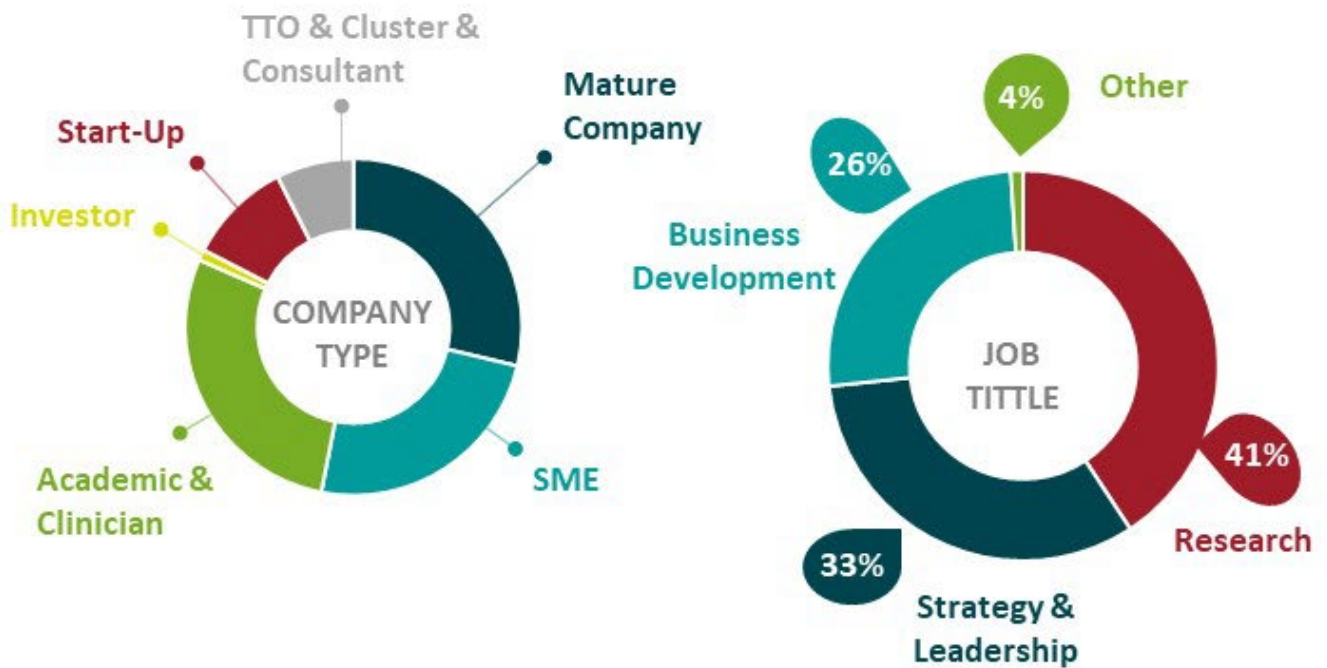 TTO & Cluster &
Consultant
Mature
Company
Start-Up
Investor
COMPANY
TYPE
Academic &
Clinician
SME
4%
Other
26%
Business
Development
JOB
TITTLE
41%
Research
33%
Strategy &
Leadership